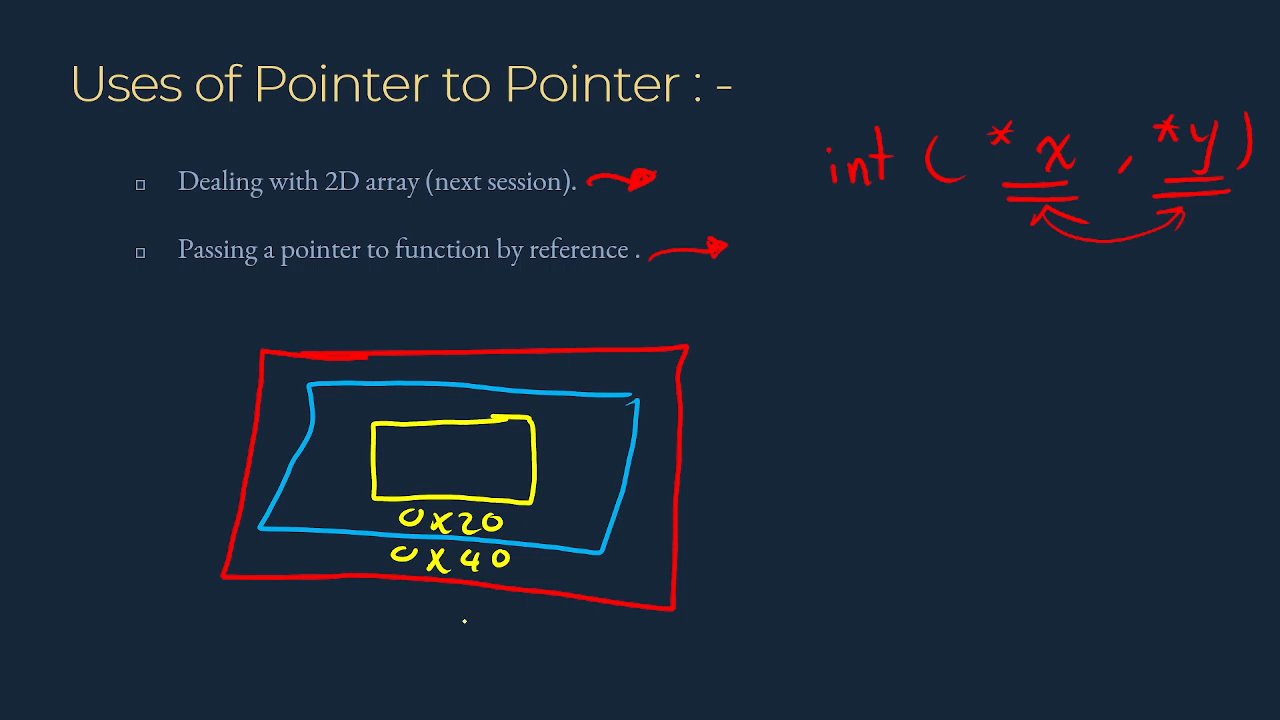 Uses of Pointer to Pointer : -
int ( *x , *y )
Dealing with 2D array (next session).
Passing a pointer to function by reference .
0x20
0x40